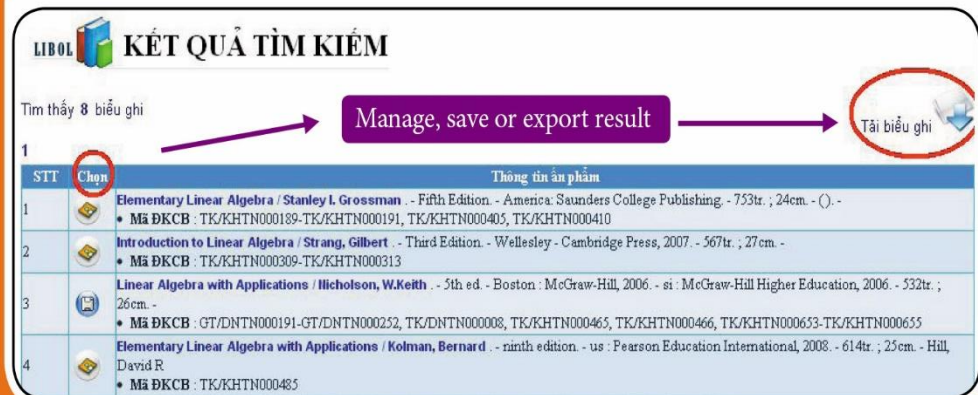 LIBOL KẾT QUẢ TÌM KIẾM
Tìm thấy 8 biểu ghi
Manage, save or export result
Tải biểu ghi
1
STT Chọn Thông tin ấn phẩm
1 Elementary Linear Algebra / Stanley I. Grossman . - Fifth Edition. - America: Saunders College Publishing. - 753tr. ; 24cm. - (). -
• Mã ĐKCB : TK/KHTN000189-TK/KHTN000191, TK/KHTN000405, TK/KHTN000410
2 Introduction to Linear Algebra / Strang, Gilbert . - Third Edition. - Wellesley - Cambridge Press, 2007. - 567tr. ; 27cm. -
• Mã ĐKCB : TK/KHTN000309-TK/KHTN000313
3 Linear Algebra with Applications / Nicholson, W.Keith . - 5th ed. - Boston : McGraw-Hill, 2006. - si : McGraw-Hill Higher Education, 2006. - 532tr. ;
26cm. -
• Mã ĐKCB : GT/DNTN000191-GT/DNTN000252, TK/DNTN000008, TK/KHTN000465, TK/KHTN000466, TK/KHTN000653-TK/KHTN000655
4 Elementary Linear Algebra with Applications / Kolman, Bernard . - ninth edition. - us : Pearson Education International, 2008. - 614tr. ; 25cm. - Hill,
David R
• Mã ĐKCB : TK/KHTN000485